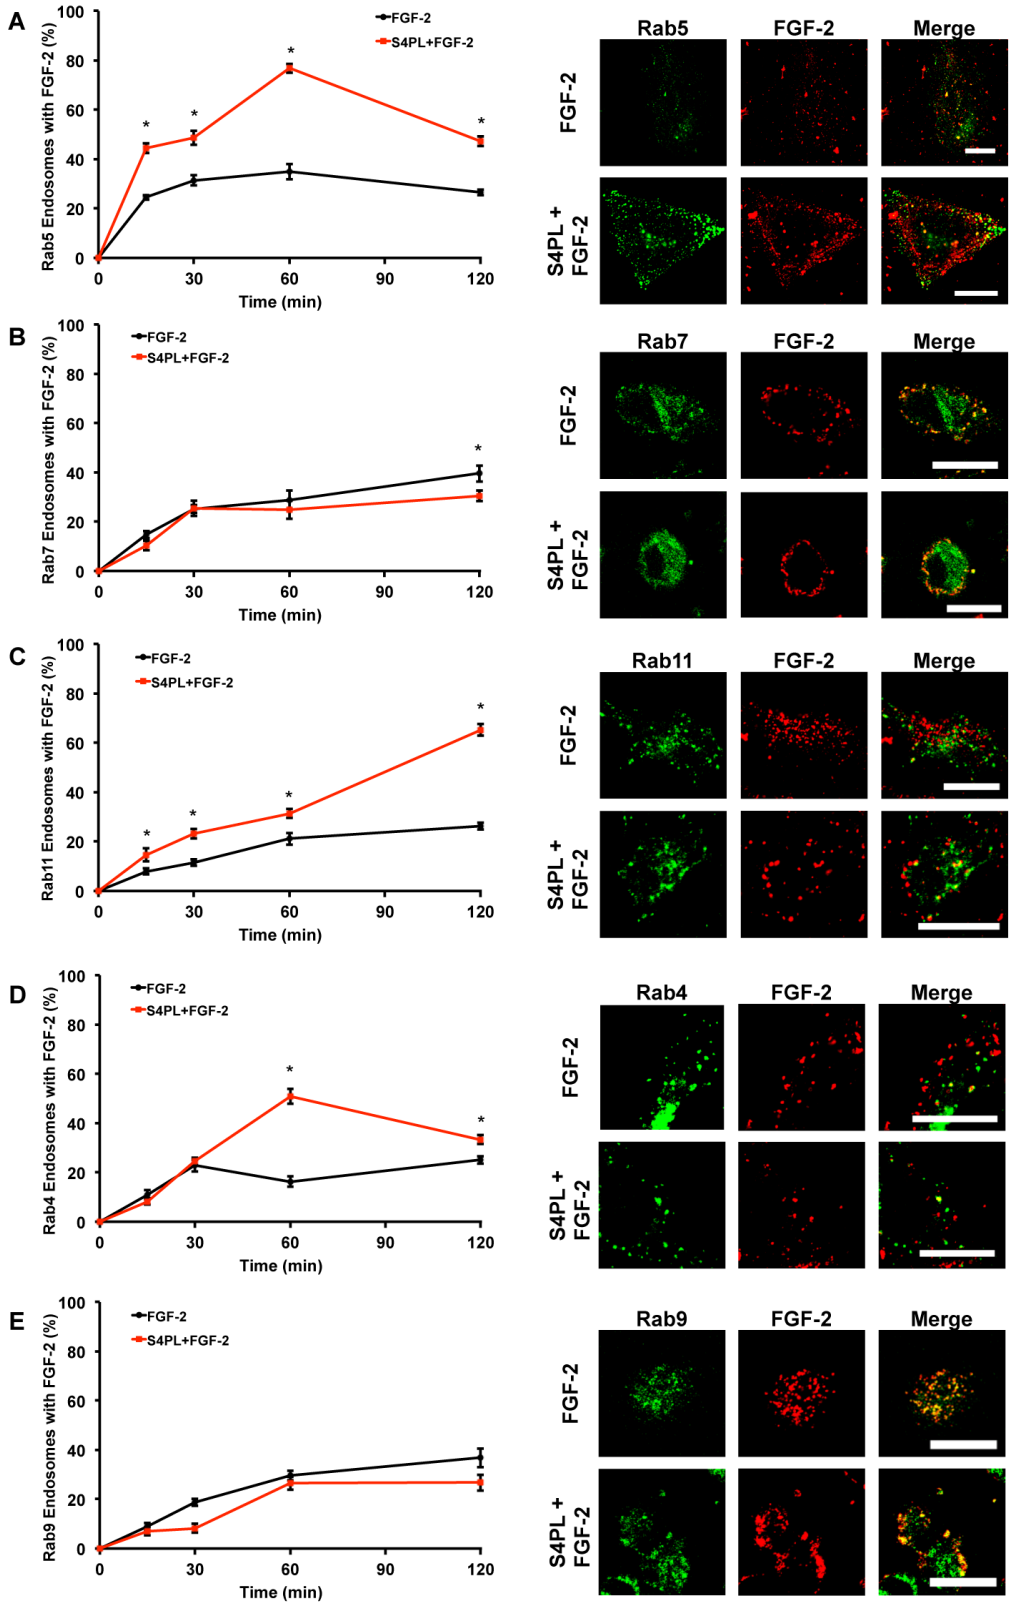 A
Rab5 Endosomes with FGF-2 (%)
100
80
60
40
20
0
FGF-2
S4PL+FGF-2
*
*
*
*
0 30 60 90 120
Time (min)
Rab5 FGF-2 Merge
FGF-2
S4PL +
FGF-2
B
Rab7 Endosomes with FGF-2 (%)
100
80
60
40
20
0
FGF-2
S4PL+FGF-2
*
0 30 60 90 120
Time (min)
Rab7 FGF-2 Merge
FGF-2
S4PL +
FGF-2
C
Rab11 Endosomes with FGF-2 (%)
100
80
60
40
20
0
FGF-2
S4PL+FGF-2
*
*
*
*
0 30 60 90 120
Time (min)
Rab11 FGF-2 Merge
FGF-2
S4PL +
FGF-2
D
Rab4 Endosomes with FGF-2 (%)
100
80
60
40
20
0
FGF-2
S4PL+FGF-2
*
*
0 30 60 90 120
Time (min)
Rab4 FGF-2 Merge
FGF-2
S4PL +
FGF-2
E
Rab9 Endosomes with FGF-2 (%)
100
80
60
40
20
0
FGF-2
S4PL+FGF-2
0 30 60 90 120
Time (min)
Rab9 FGF-2 Merge
FGF-2
S4PL +
FGF-2